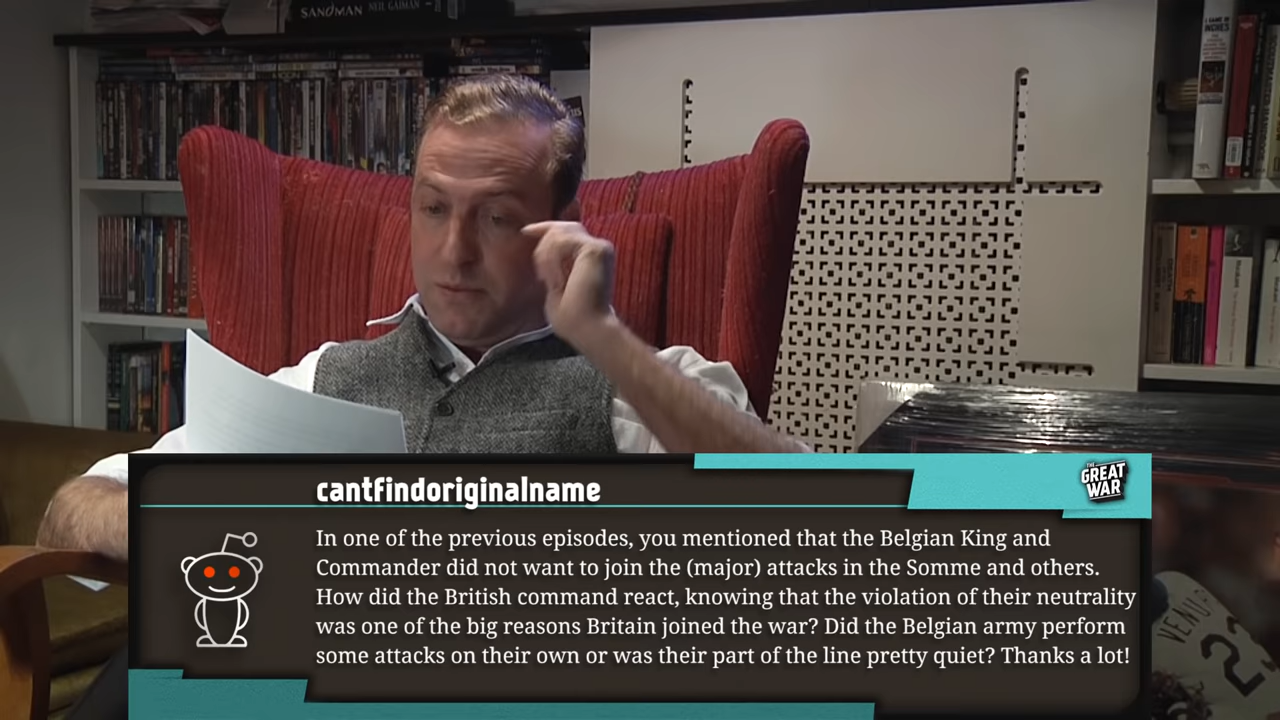 SANDMAN NEIL GAIMAN
A GAME OF
INCHES
THE
GREAT
WAR
cantfindoriginalname
In one of the previous episodes, you mentioned that the Belgian King and
Commander did not want to join the (major) attacks in the Somme and others.
How did the British command react, knowing that the violation of their neutrality
was one of the big reasons Britain joined the war? Did the Belgian army perform
some attacks on their own or was their part of the line pretty quiet? Thanks a lot!